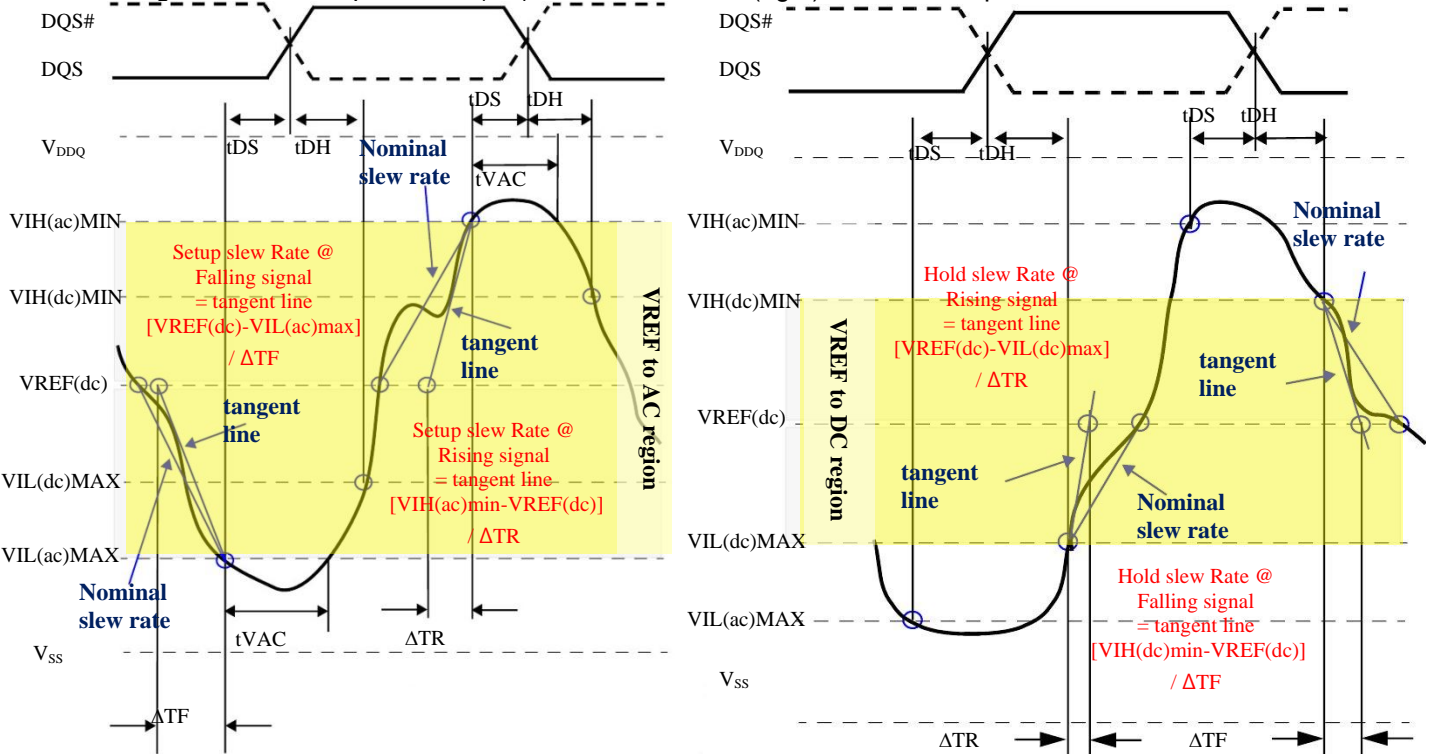 DQS#
DQS
tDS
tDH
tDS
tDH
VDDQ
Nominal
slew rate
tVAC
VIH(ac)MIN
Setup slew Rate @
Falling signal
= tangent line
[VREF(dc)-VIL(ac)max]
/ ΔTF
VIH(dc)MIN
tangent
line
VREF(dc)
tangent
line
Setup slew Rate @
Rising signal
= tangent line
[VIH(ac)min-VREF(dc)]
/ ΔTR
VREF to AC region
VIL(dc)MAX
VIL(ac)MAX
Nominal
slew rate
tVAC
ΔTR
VSS
ΔTF
DQS#
DQS
tDS
tDH
tDS
tDH
VDDQ
VIH(ac)MIN
Nominal
slew rate
Hold slew Rate @
Rising signal
= tangent line
[VREF(dc)-VIL(dc)max]
/ ΔTR
VIH(dc)MIN
VREF to DC region
tangent
line
VREF(dc)
tangent
line
Nominal
slew rate
VIL(dc)MAX
Hold slew Rate @
Falling signal
= tangent line
[VIH(dc)min-VREF(dc)]
/ ΔTF
VIL(ac)MAX
VSS
ΔTR
ΔTF